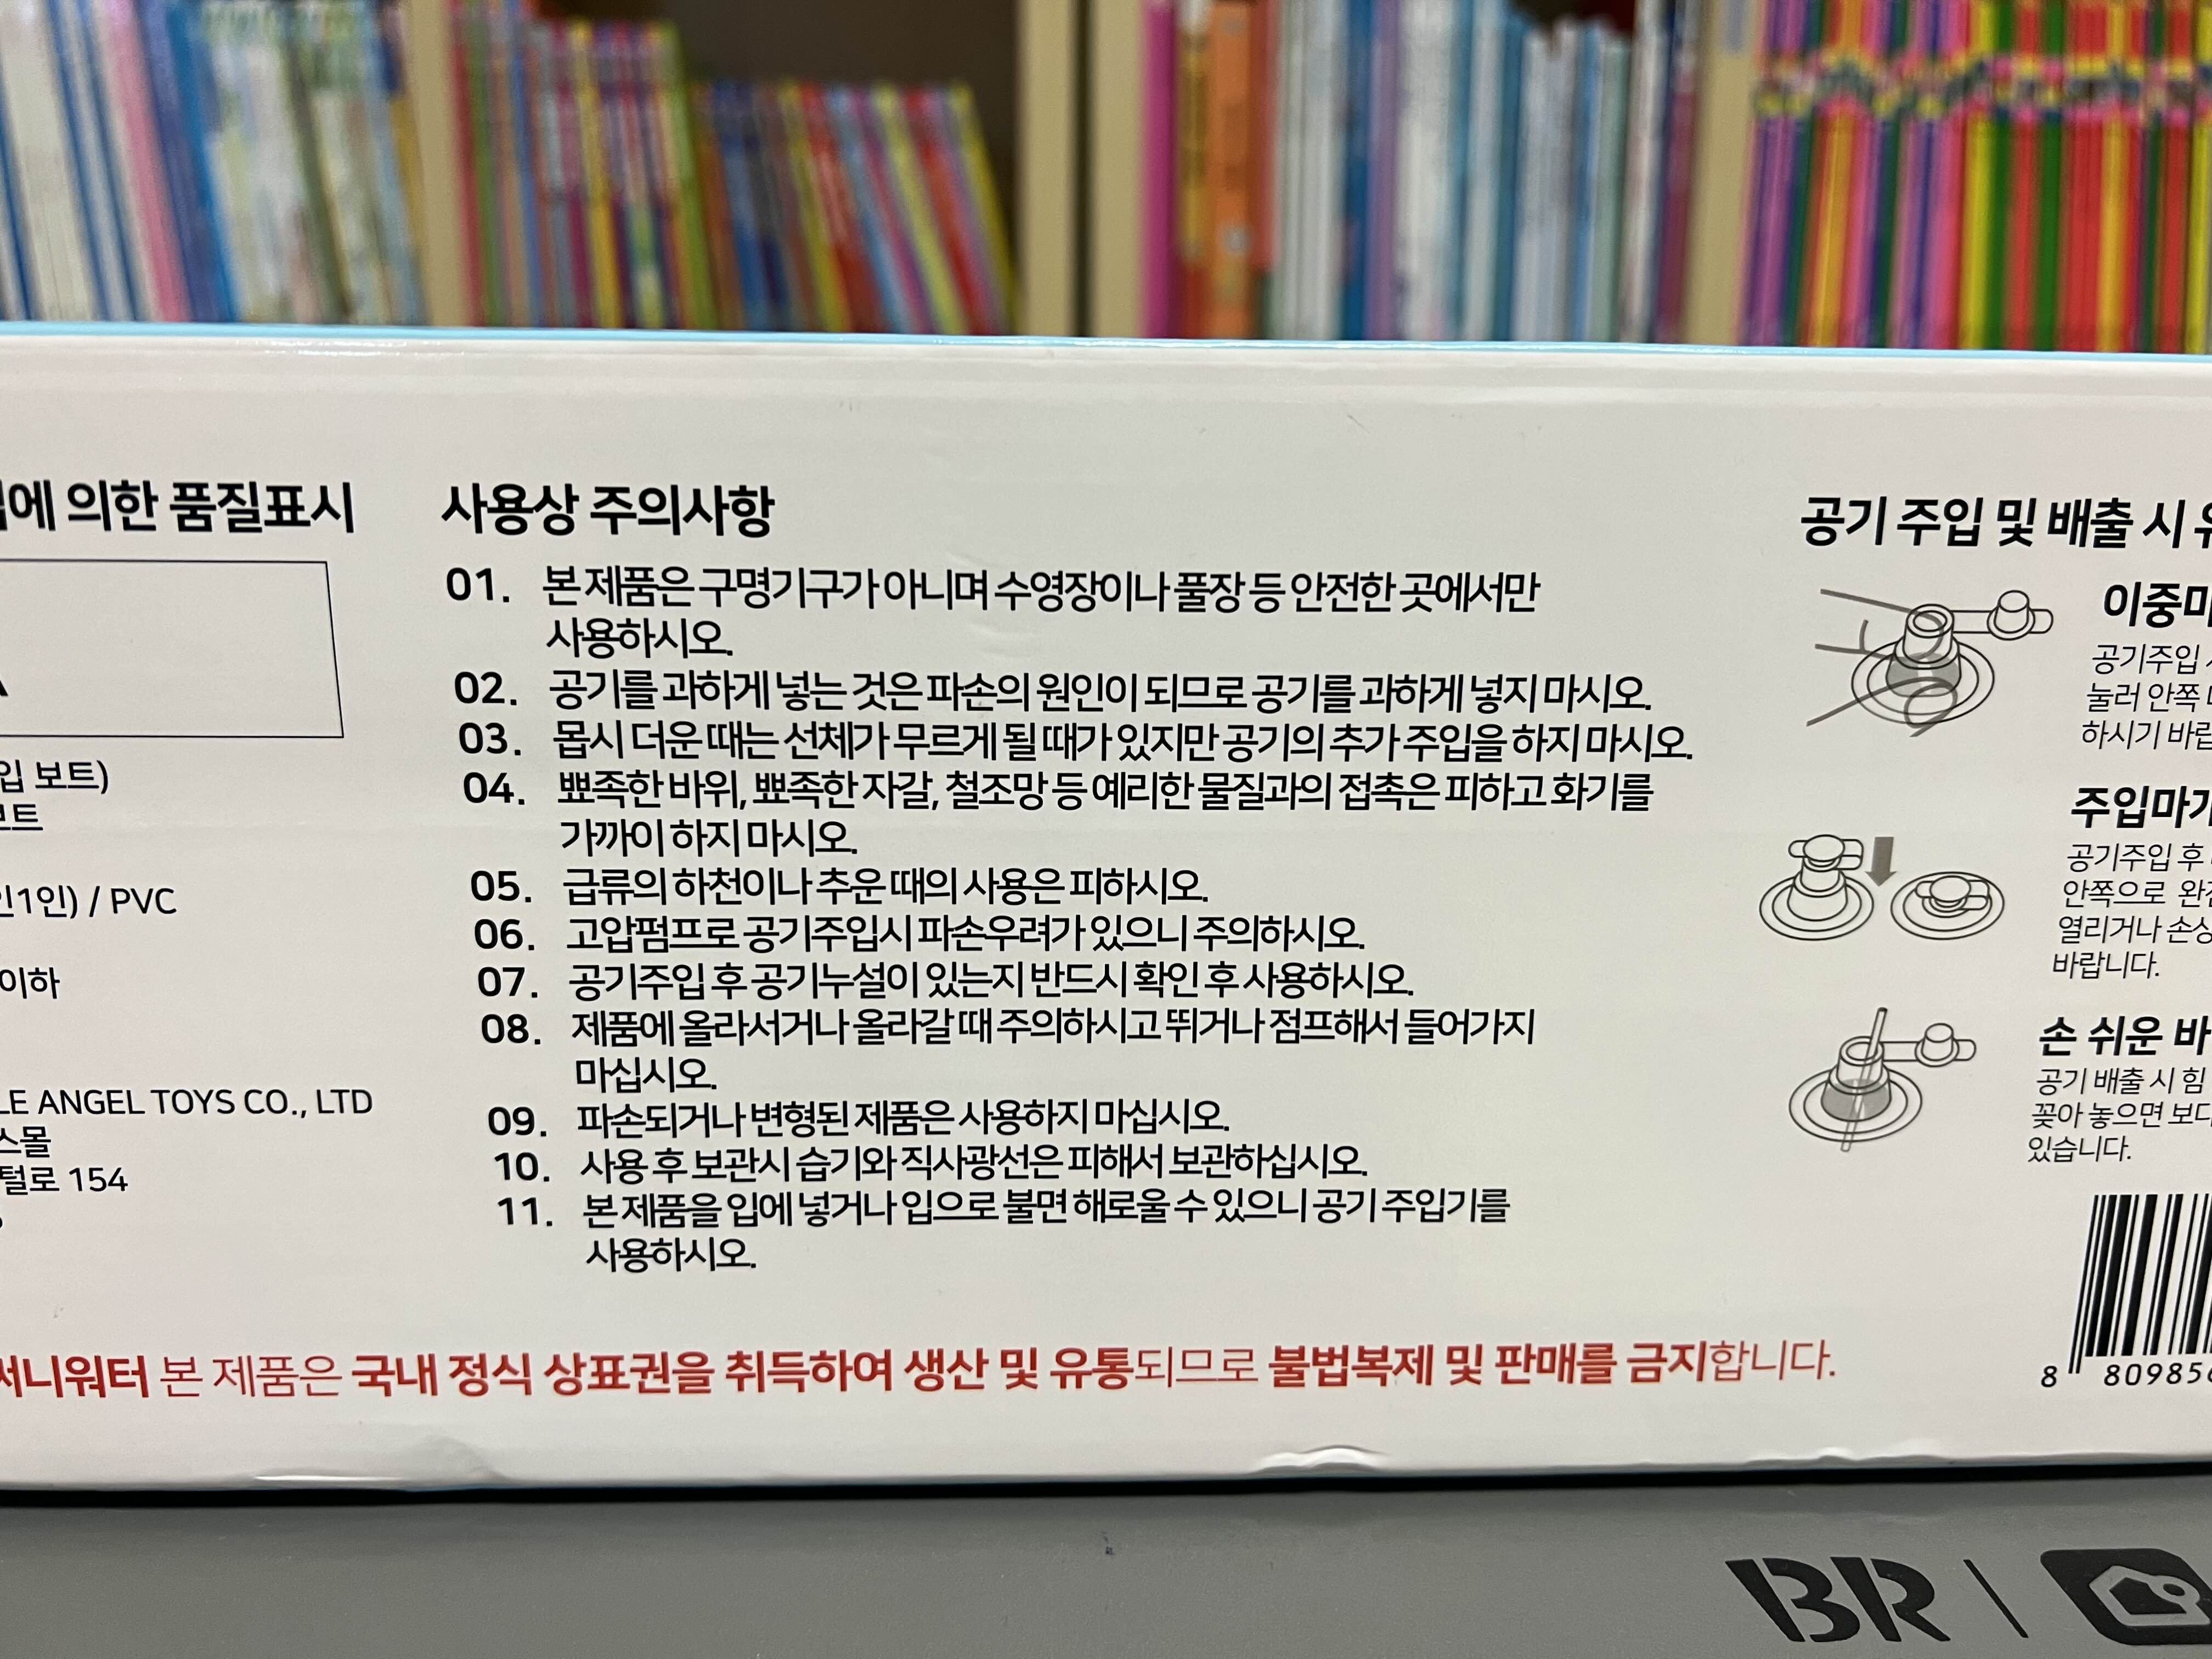 에 의한 품질표시
입 보트)
보트
인1인) / PVC
이하
LE ANGEL TOYS CO., LTD
스몰
털로 154
사용상 주의사항
01. 본 제품은 구명기구가 아니며 수영장이나 풀장 등 안전한 곳에서만
사용하시오.
02. 공기를 과하게 넣는 것은 파손의 원인이 되므로 공기를 과하게 넣지 마시오.
03. 몹시 더운 때는 선체가 무르게 될 때가 있지만 공기의 추가 주입을 하지 마시오.
04. 뾰족한 바위, 뾰족한 자갈, 철조망 등 예리한 물질과의 접촉은 피하고 화기를
가까이 하지 마시오.
05. 급류의 하천이나 추운 때의 사용은 피하시오.
06. 고압펌프로 공기주입시 파손우려가 있으니 주의하시오.
07. 공기주입 후 공기누설이 있는지 반드시 확인 후 사용하시오.
08. 제품에 올라서거나 올라갈 때 주의하시고 뛰거나 점프해서 들어가지
마십시오.
09. 파손되거나 변형된 제품은 사용하지 마십시오.
10. 사용 후 보관시 습기와 직사광선은 피해서 보관하십시오.
11. 본 제품을 입에 넣거나 입으로 불면 해로울 수 있으니 공기 주입기를
사용하시오.
공기 주입 및 배출 시
이중마
공기주입
눌러 안쪽
하시기 바랍
주입마개
공기주입 후
안쪽으로 완전
열리거나 손상
바랍니다.
손 쉬운 바
공기 배출 시 힘
꽂아 놓으면 보다
있습니다.
써니워터 본 제품은 국내 정식 상표권을 취득하여 생산 및 유통되므로 불법복제 및 판매를 금지합니다.
8 809856
BR